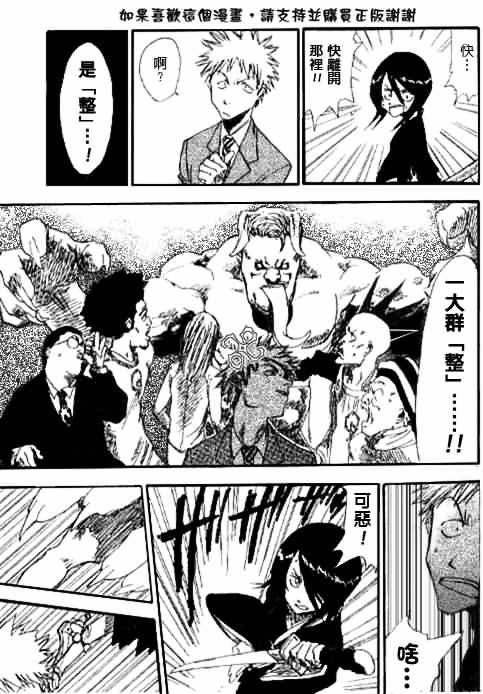 如果喜歡這個漫畫，請支持並購買正版謝謝
快…
快離開
那裡!!
啊？
是「整」…！
一大群「整」……!!
啥…
可惡！